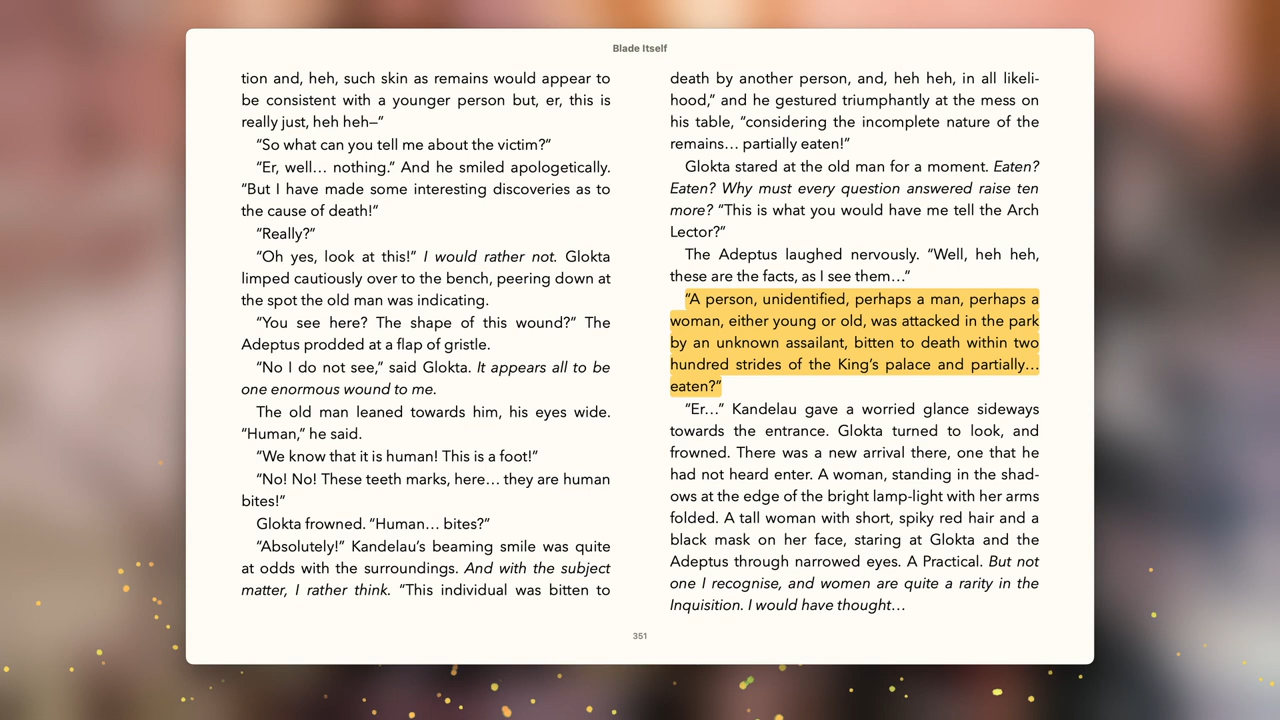 Blade Itself
tion and, heh, such skin as remains would appear to
be consistent with a younger person but, er, this is
really just, heh heh–”
“So what can you tell me about the victim?”
“Er, well… nothing.” And he smiled apologetically.
“But I have made some interesting discoveries as to
the cause of death!”
“Really?”
“Oh yes, look at this!” I would rather not. Glokta
limped cautiously over to the bench, peering down at
the spot the old man was indicating.
“You see here? The shape of this wound?” The
Adeptus prodded at a flap of gristle.
“No I do not see,” said Glokta. It appears all to be
one enormous wound to me.
The old man leaned towards him, his eyes wide.
“Human,” he said.
“We know that it is human! This is a foot!”
“No! No! These teeth marks, here… they are human
bites!”
Glokta frowned. “Human… bites?”
“Absolutely!” Kandelau’s beaming smile was quite
at odds with the surroundings. And with the subject
matter, I rather think. “This individual was bitten to
death by another person, and, heh heh, in all likeli-
hood,” and he gestured triumphantly at the mess on
his table, “considering the incomplete nature of the
remains… partially eaten!”
Glokta stared at the old man for a moment. Eaten?
Eaten? Why must every question answered raise ten
more? “This is what you would have me tell the Arch
Lector?”
The Adeptus laughed nervously. “Well, heh heh,
these are the facts, as I see them…”
“A person, unidentified, perhaps a man, perhaps a
woman, either young or old, was attacked in the park
by an unknown assailant, bitten to death within two
hundred strides of the King’s palace and partially…
eaten?”
“Er…” Kandelau gave a worried glance sideways
towards the entrance. Glokta turned to look, and
frowned. There was a new arrival there, one that he
had not heard enter. A woman, standing in the shad-
ows at the edge of the bright lamp-light with her arms
folded. A tall woman with short, spiky red hair and a
black mask on her face, staring at Glokta and the
Adeptus through narrowed eyes. A Practical. But not
one I recognise, and women are quite a rarity in the
Inquisition. I would have thought…
351